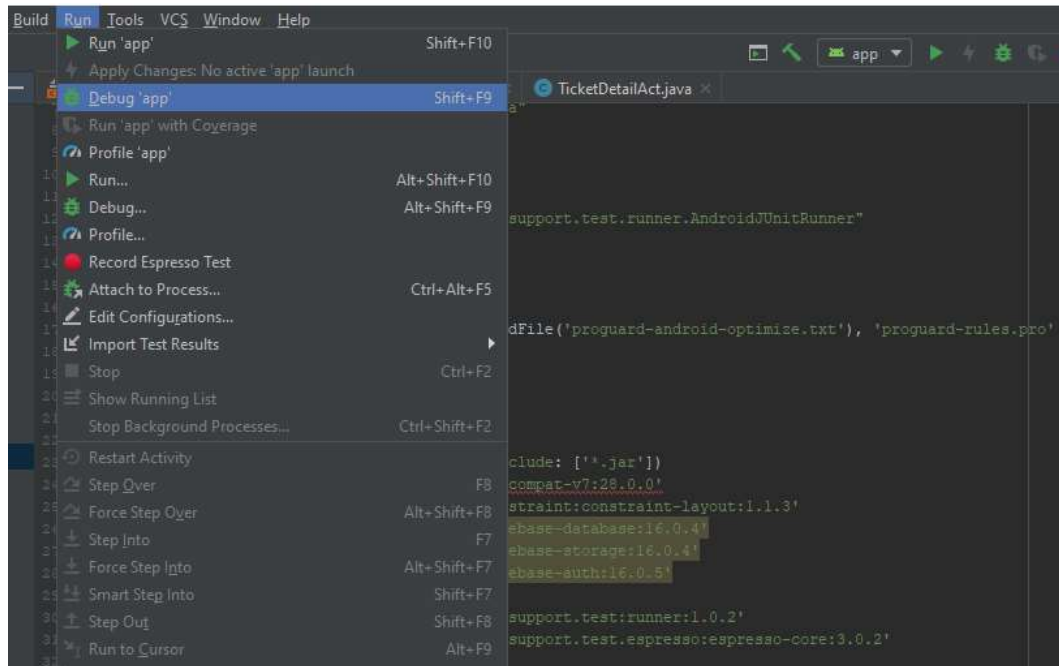 Build Run Tools VCS Window Help
Run 'app' Shift+F10
app
Apply Changes: No active 'app' launch
TicketDetailAct.java
Debug 'app' Shift+F9
a"
Run 'app' with Coverage
Profile 'app'
Run... Alt+Shift+F10
Debug... Alt+Shift+F9
support.test.runner.AndroidJUnitRunner"
Profile...
Record Espresso Test
Attach to Process... Ctrl+Alt+F5
Edit Configurations...
dFile('proguard-android-optimize.txt'), 'proguard-rules.pro'
Import Test Results
Stop Ctrl+F2
Show Running List
Stop Background Processes... Ctrl+Shift+F2
Restart Activity
clude: ['*.jar'])
Step Over F8
compat-v7:28.0.0'
Force Step Over Alt+Shift+F8
straint:constraint-layout:1.1.3'
ebase-database:16.0.4'
Step Into F7
ebase-storage:16.0.4'
Force Step Into Alt+Shift+F7
ebase-auth:16.0.5'
Smart Step Into Shift+F7
Step Out Shift+F8
support.test:runner:1.0.2'
support.test.espresso:espresso-core:3.0.2'
Run to Cursor Alt+F9